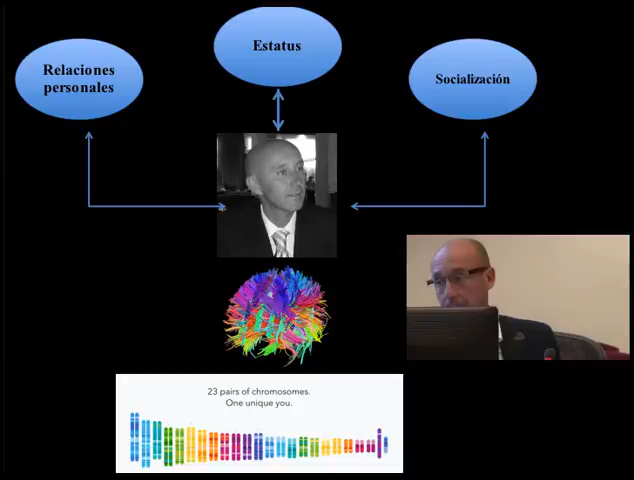 Estatus
Relaciones
personales
Socialización
23 pairs of chromosomes.
One unique you.